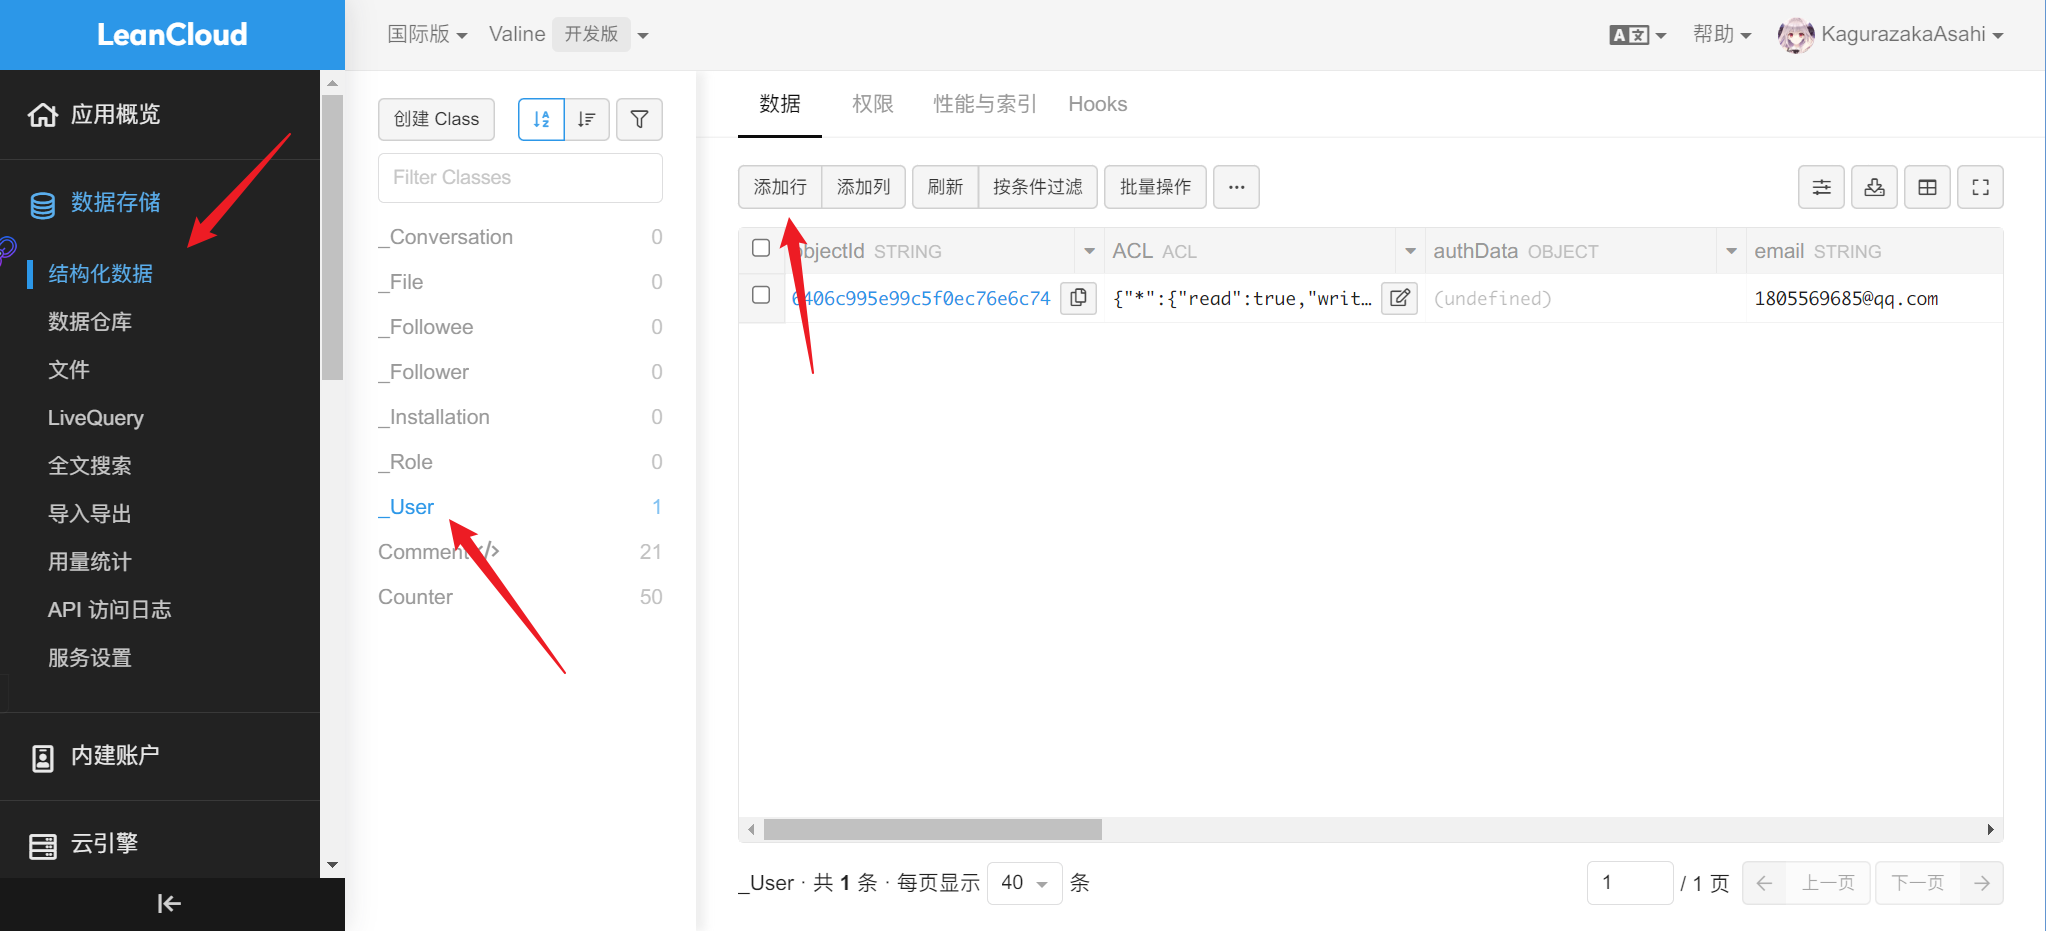 LeanCloud
国际版
Valine
开发版
帮助
KagurazakaAsahi
应用概览
数据存储
结构化数据
数据仓库
文件
LiveQuery
全文搜索
导入导出
用量统计
API 访问日志
服务设置
内建账户
云引擎
创建 Class
Filter Classes
_Conversation 0
_File 0
_Followee 0
_Follower 0
_Installation 0
_Role 0
_User 1
Comment 21
Counter 50
数据 权限 性能与索引 Hooks
添加行 添加列 刷新 按条件过滤 批量操作 ···
objectId STRING ACL ACL authData OBJECT email STRING
6406c995e99c5f0ec76e6c74 {"*":{"read":true,"writ… (undefined) 1805569685@qq.com
_User · 共 1 条 · 每页显示 40 条
1 / 1 页 上一页 下一页